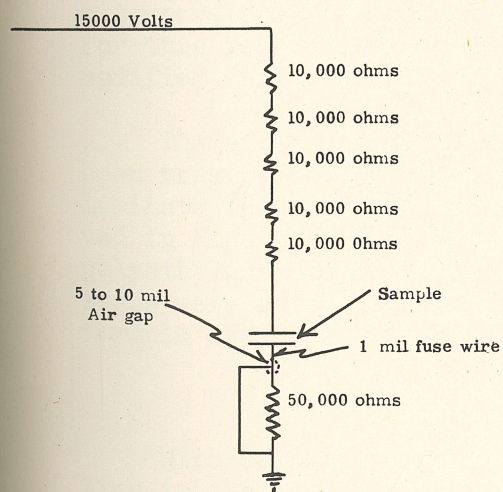 15000 Volts
10,000 ohms
10,000 ohms
10,000 ohms
10,000 ohms
10,000 0hms
5 to 10 mil
Air gap
Sample
1 mil fuse wire
50,000 ohms